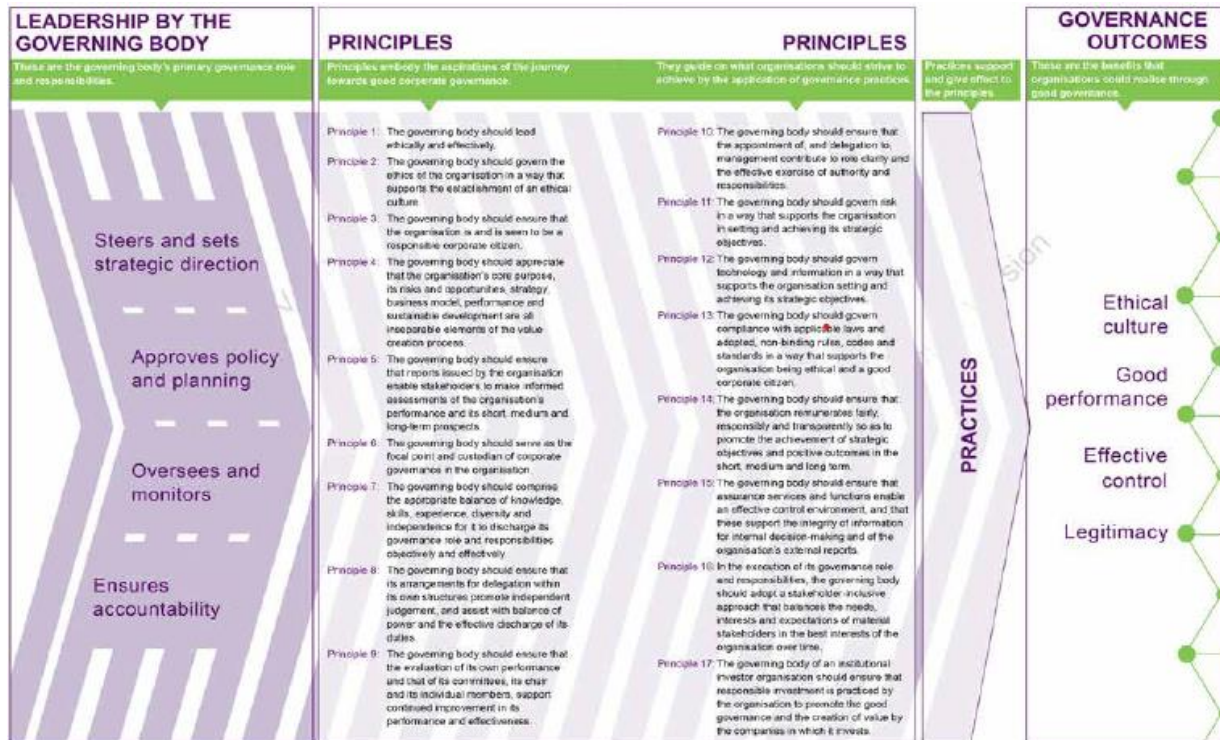 LEADERSHIP BY THE
GOVERNING BODY
These are the governing body's primary governance role
and responsibilities.
Steers and sets
strategic direction
Approves policy
and planning
Oversees and
monitors
Ensures
accountability
PRINCIPLES
Principles embody the aspirations of the journey
towards good corporate governance.
Principle 1: The governing body should lead
ethically and effectively.
Principle 2: The governing body should govern the
ethics of the organisation in a way that
supports the establishment of an ethical
culture.
Principle 3: The governing body should ensure that
the organisation is and is seen to be a
responsible corporate citizen.
Principle 4: The governing body should appreciate
that the organisation's core purpose,
its risks and opportunities, strategy,
business model, performance and
sustainable development are all
inseparable elements of the value
creation process.
Principle 5: The governing body should ensure
that reports issued by the organisation
enable stakeholders to make informed
assessments of the organisation's
performance and its short, medium and
long-term prospects.
Principle 6: The governing body should serve as the
focal point and custodian of corporate
governance in the organisation.
Principle 7: The governing body should comprise
the appropriate balance of knowledge,
skills, experience, diversity and
independence for it to discharge its
governance role and responsibilities
objectively and effectively.
Principle 8: The governing body should ensure that
its arrangements for delegation within
its own structures promote independent
judgement, and assist with balance of
power and the effective discharge of its
duties.
Principle 9: The governing body should ensure that
the evaluation of its own performance
and that of its committees, its chair
and its individual members, support
continued improvement in its
performance and effectiveness.
PRINCIPLES
They guide on what organisations should strive to
achieve by the application of governance practices.
Principle 10: The governing body should ensure that
the appointment of, and delegation to,
management contribute to role clarity and
the effective exercise of authority and
responsibilities.
Principle 11: The governing body should govern risk
in a way that supports the organisation
in setting and achieving its strategic
objectives.
Principle 12: The governing body should govern
technology and information in a way that
supports the organisation setting and
achieving its strategic objectives.
Principle 13: The governing body should govern
compliance with applicable laws and
adopted, non-binding rules, codes and
standards in a way that supports the
organisation being ethical and a good
corporate citizen.
Principle 14: The governing body should ensure that
the organisation remunerates fairly,
responsibly and transparently so as to
promote the achievement of strategic
objectives and positive outcomes in the
short, medium and long term.
Principle 15: The governing body should ensure that
assurance services and functions enable
an effective control environment, and that
these support the integrity of information
for internal decision-making and of the
organisation's external reports.
Principle 16: In the execution of its governance role
and responsibilities, the governing body
should adopt a stakeholder-inclusive
approach that balances the needs,
interests and expectations of material
stakeholders in the best interests of the
organisation over time.
Principle 17: The governing body of an institutional
investor organisation should ensure that
responsible investment is practiced by
the organisation to promote the good
governance and the creation of value by
the companies in which it invests.
Practices support
and give effect to
the principles
PRACTICES
GOVERNANCE
OUTCOMES
These are the benefits that
organisations could realise through
good governance.
Ethical
culture
Good
performance
Effective
control
Legitimacy